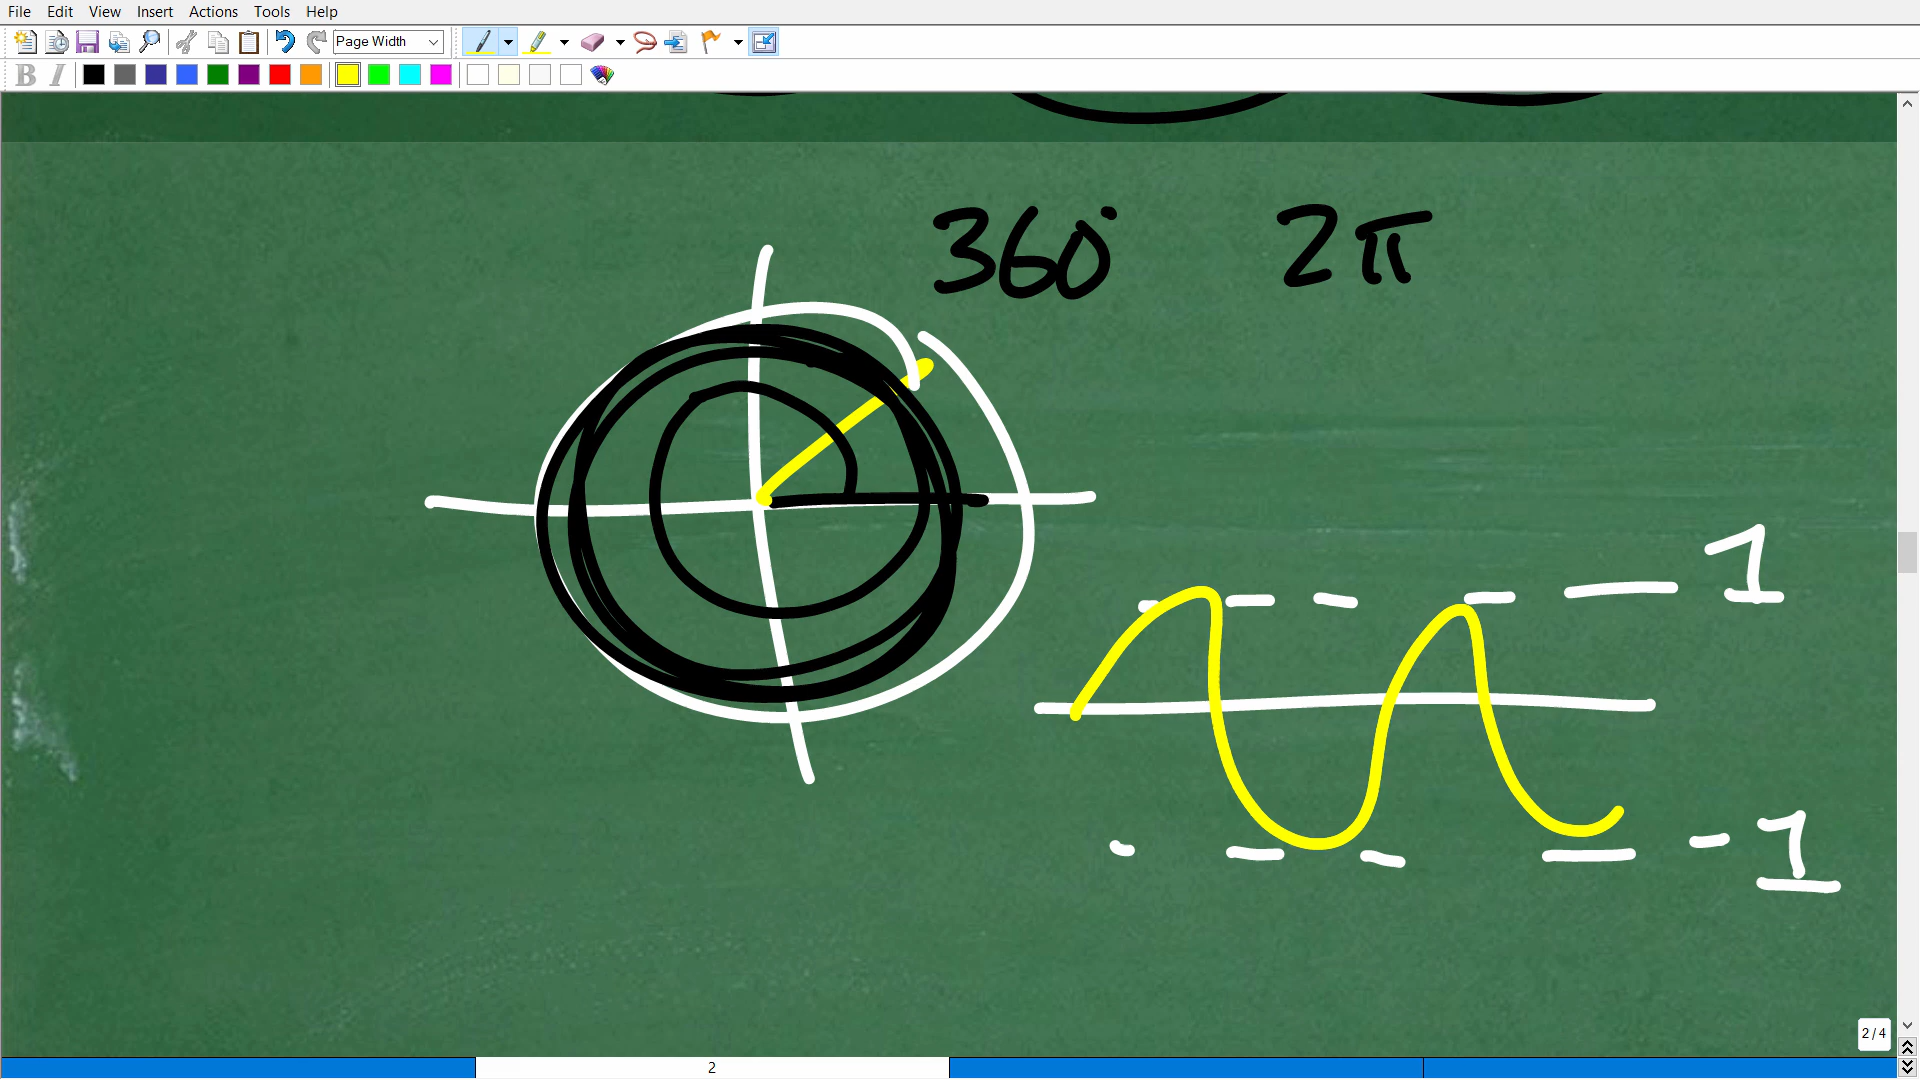 File Edit View Insert Actions Tools Help
Page Width
B I
360° 2π
1
-1
2 / 4
2